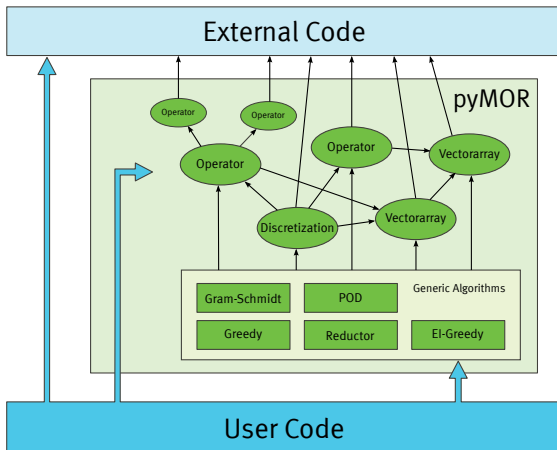 External Code
pyMOR
Operator
Operator
Operator
Operator
Vectorarray
Discretization
Vectorarray
Gram-Schmidt
POD
Generic Algorithms
Greedy
Reductor
EI-Greedy
User Code